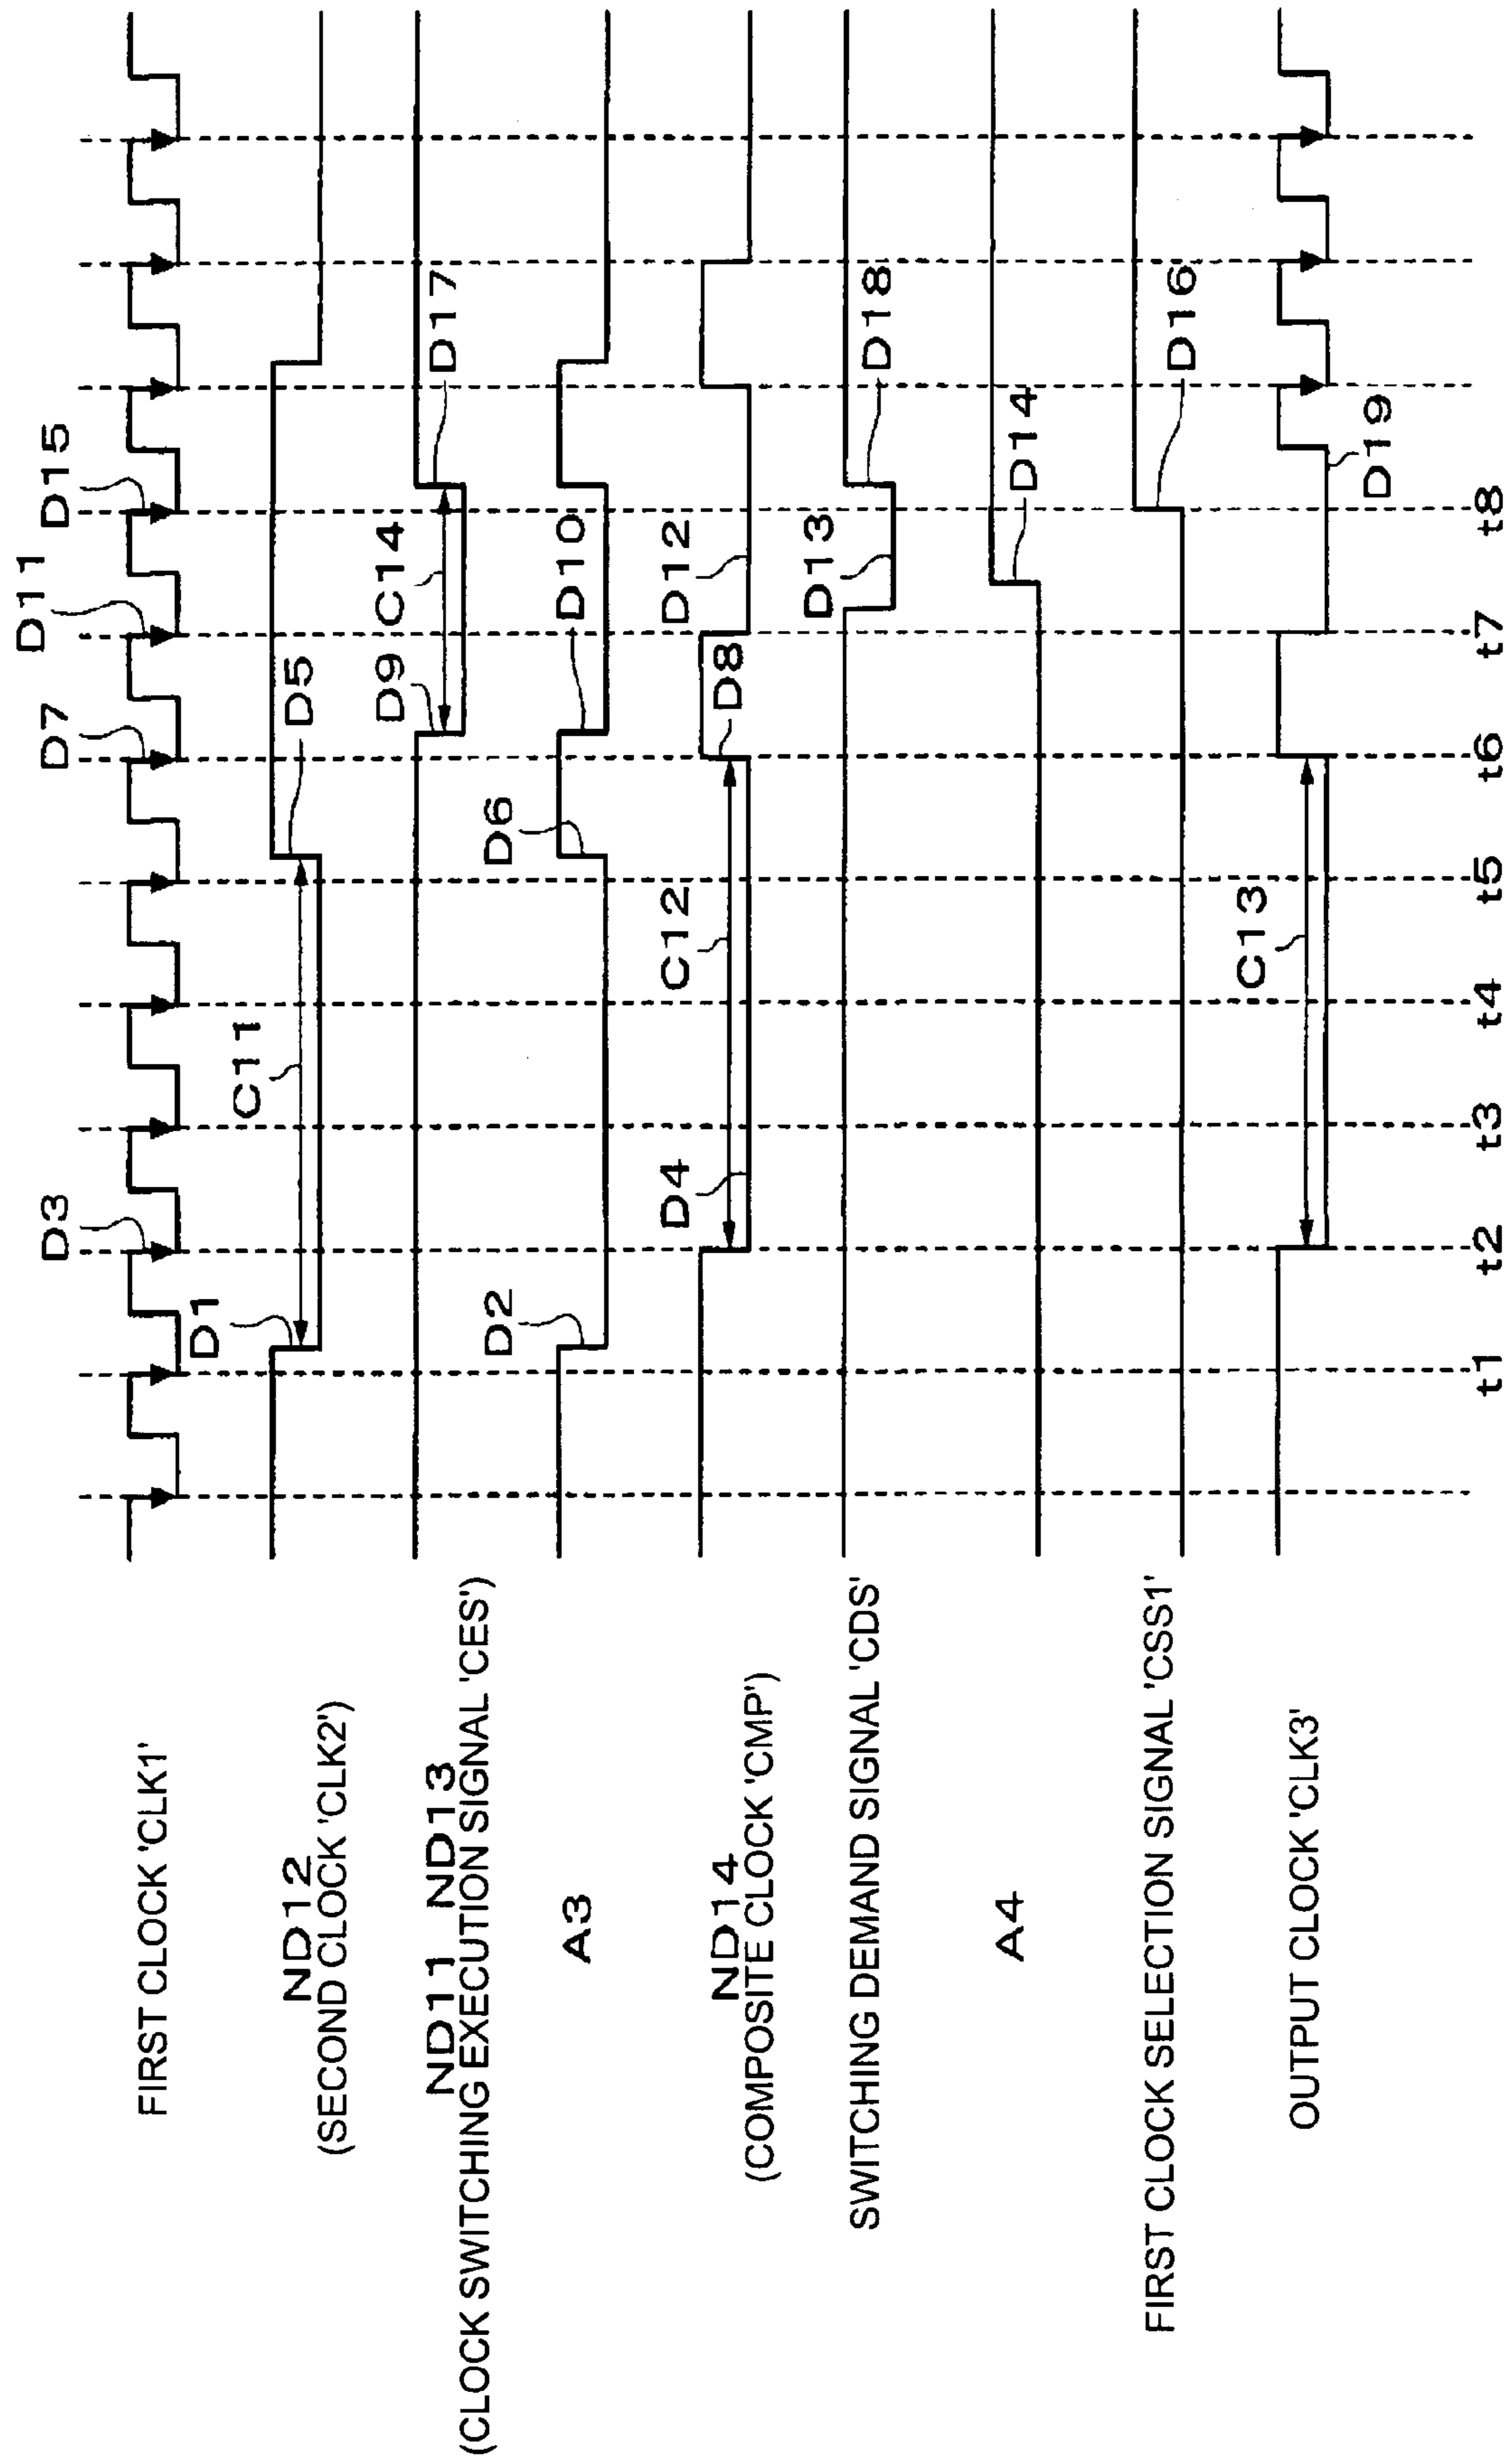 FIRST CLOCK 'CLK1'
D3
D7
D11
D15
ND12
(SECOND CLOCK 'CLK2')
D1
C11
D5
ND11 ND13
(CLOCK SWITCHING EXECUTION SIGNAL 'CES')
D9
C14
D17
A3
D2
D6
D10
ND14
(COMPOSITE CLOCK 'CMP')
D4
C12
D8
D12
SWITCHING DEMAND SIGNAL 'CDS'
D13
D18
A4
D14
FIRST CLOCK SELECTION SIGNAL 'CSS1'
D16
OUTPUT CLOCK 'CLK3'
C13
D19
t1 t2 t3 t4 t5 t6 t7 t8